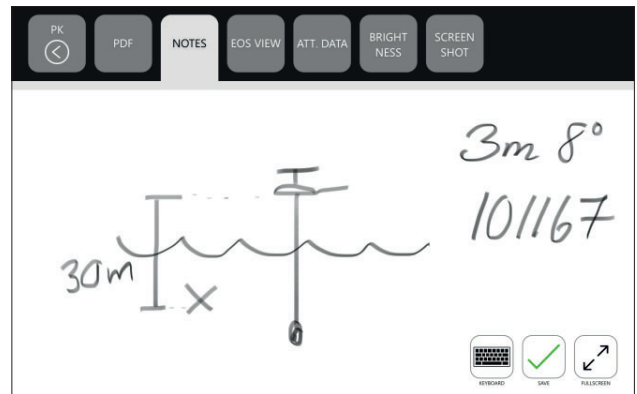 PK
PDF
NOTES
EOS VIEW
ATT. DATA
BRIGHT
NESS
SCREEN
SHOT
3m 8°
101167
30m
X
KEYBOARD
SAVE
FULLSCREEN